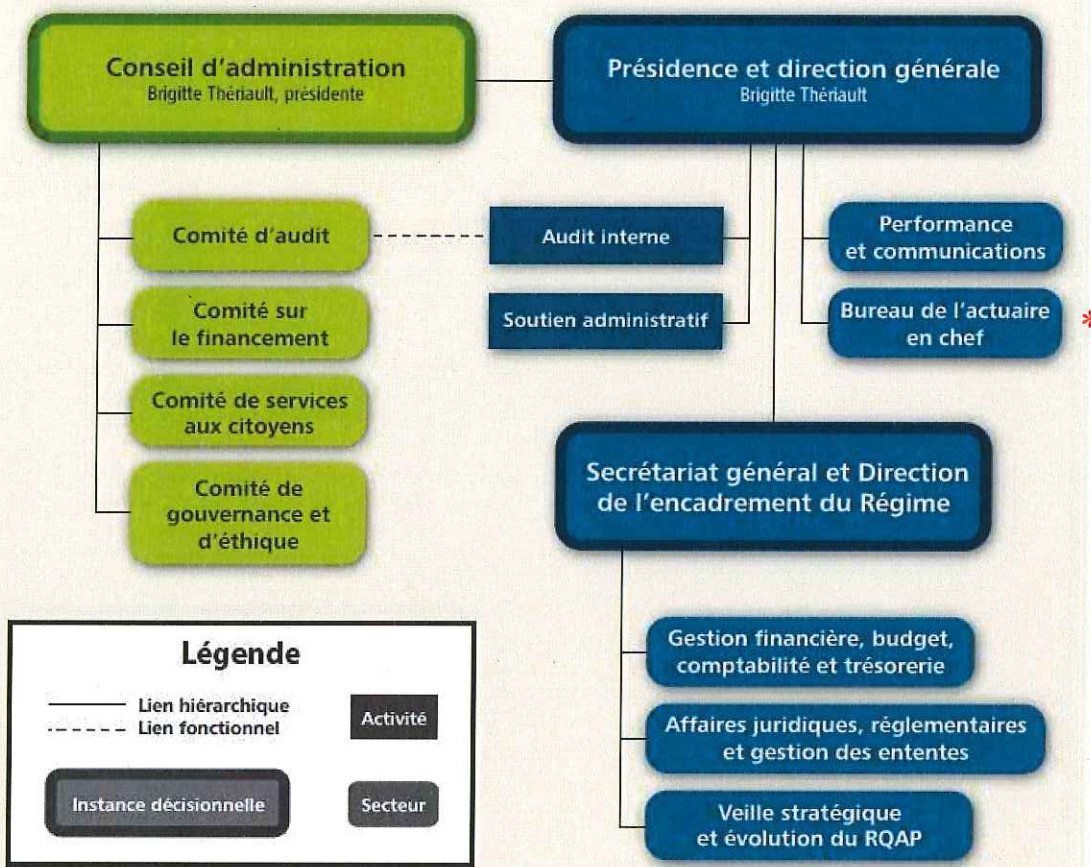 Conseil d'administration
Brigitte Thériault, présidente
Présidence et direction générale
Brigitte Thériault
Comité d'audit
Comité sur
le financement
Comité de services
aux citoyens
Comité de
gouvernance et
d'éthique
Audit interne
Soutien administratif
Performance
et communications
Bureau de l'actuaire
en chef
*
Secrétariat général et Direction
de l'encadrement du Régime
Gestion financière, budget,
comptabilité et trésorerie
Affaires juridiques, réglementaires
et gestion des ententes
Veille stratégique
et évolution du RQAP
Légende
Lien hiérarchique
Lien fonctionnel
Activité
Instance décisionnelle
Secteur